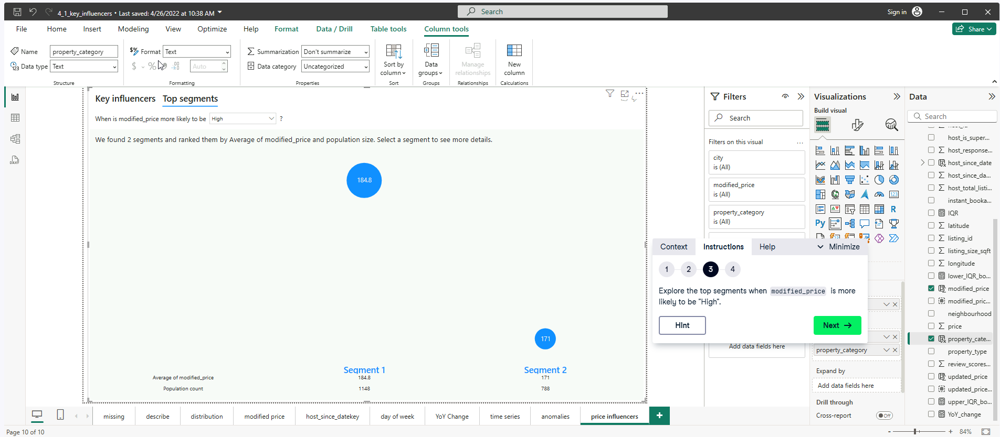 4_1_key_influencers • Last saved: 4/26/2022 at 10:38 AM
Search
Sign in
File
Home
Insert
Modeling
View
Optimize
Help
Format
Data / Drill
Table tools
Column tools
Share
Name
property_category
Data type
Text
Structure
Format
Text
$
%
Auto
Formatting
Summarization
Don't summarize
Data category
Uncategorized
Properties
Sort by
column
Sort
Data
groups
Groups
Manage
relationships
Relationships
New
column
Calculations
Key influencers
Top segments
When is modified_price more likely to be
High
?
We found 2 segments and ranked them by Average of modified_price and population size. Select a segment to see more details.
184.8
171
Segment 1
Segment 2
Average of modified_price
184.8
171
Population count
1148
788
Filters
Search
Filters on this visual
...
city
is (All)
modified_price
is (All)
property_category
is (All)
Add data fields here
Visualizations
Build visual
123
R
Py
Context
Instructions
Help
Minimize
1
2
3
4
Explore the top segments when modified_price is more
likely to be "High".
Hint
Next
property_category
Expand by
Add data fields here
Drill through
Cross-report
Off
Data
Search
host_is_super...
host_response...
host_since_date
host_since_da...
host_total_listi...
instant_booka...
IQR
latitude
listing_id
listing_size_sqft
longitude
lower_IQR_bo...
modified_price
modified_pric...
neighbourhood
price
property_cate...
property_type
review_scores...
updated_price
updated_price...
upper_IQR_bo...
YoY_change
missing
describe
distribution
modified price
host_since_datekey
day of week
YoY Change
time series
anomalies
price influencers
+
Page 10 of 10
-
+
84%